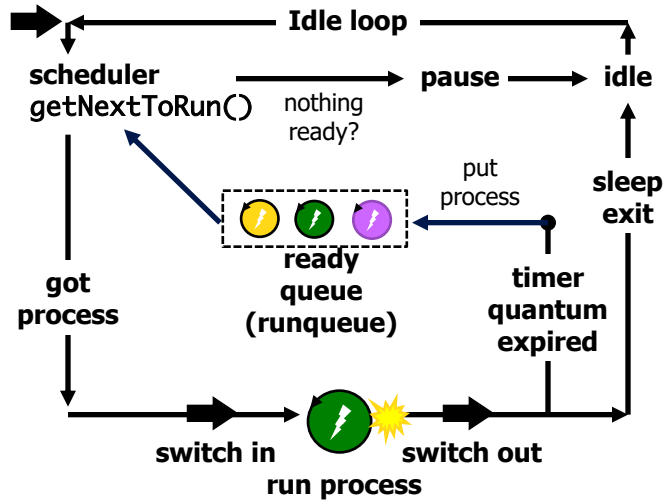 Idle loop
scheduler
getNextToRun()
nothing
ready?
pause
idle
put
process
sleep
exit
ready
queue
(runqueue)
got
process
timer
quantum
expired
switch in
switch out
run process